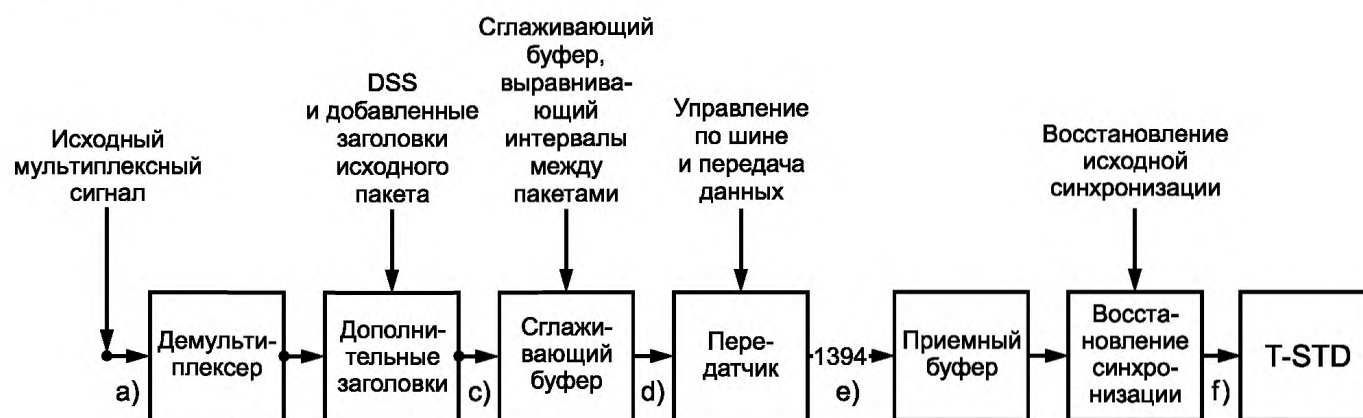 Исходный
мультиплексный
сигнал
DSS
и добавленные
заголовки
исходного
пакета
Сглаживающий
буфер,
выравнива-
ющий
интервалы
между
пакетами
Управление
по шине
и передача
данных
Восстановление
исходной
синхронизации
a)
Демульти-
плексер
Дополни-
тельные
заголовки
c)
Сглажи-
вающий
буфер
d)
Пере-
датчик
1394
e)
Приемный
буфер
Восста-
новление
синхро-
низации
f)
T-STD